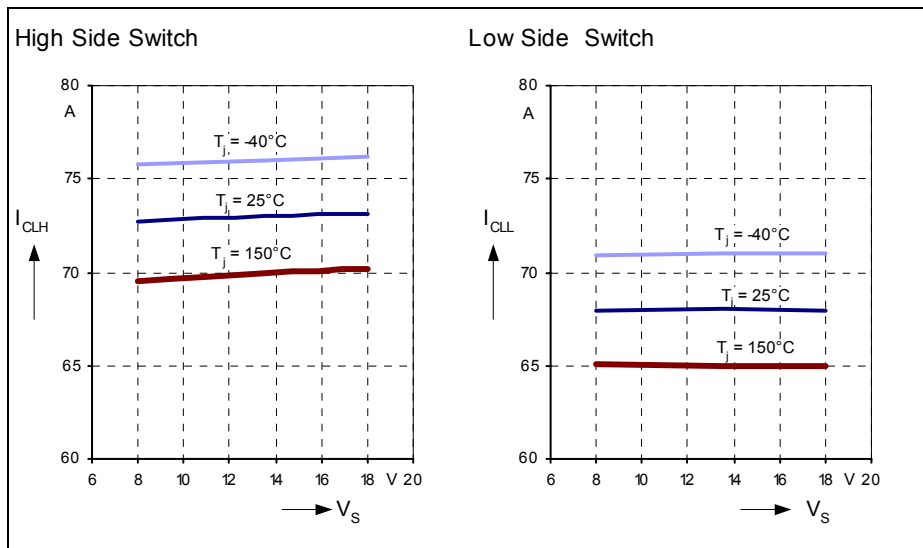 High Side Switch
80
A
T_j = -40°C
75
T_j = 25°C
I_CLH
T_j = 150°C
70
65
60
6 8 10 12 14 16 18 V 20
V_S
Low Side Switch
80
A
75
I_CLL
T_j = -40°C
70
T_j = 25°C
T_j = 150°C
65
60
6 8 10 12 14 16 18 V 20
V_S